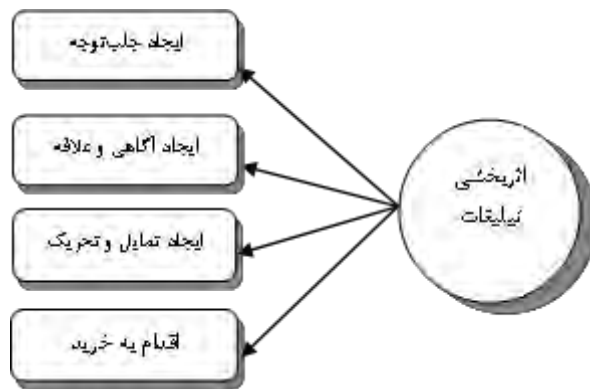 ایجاد جلب‌توجه
ایجاد آگاهی و علاقه
اثربخشی
تبلیغات
ایجاد تمایل و تحریک
اقدام به خرید